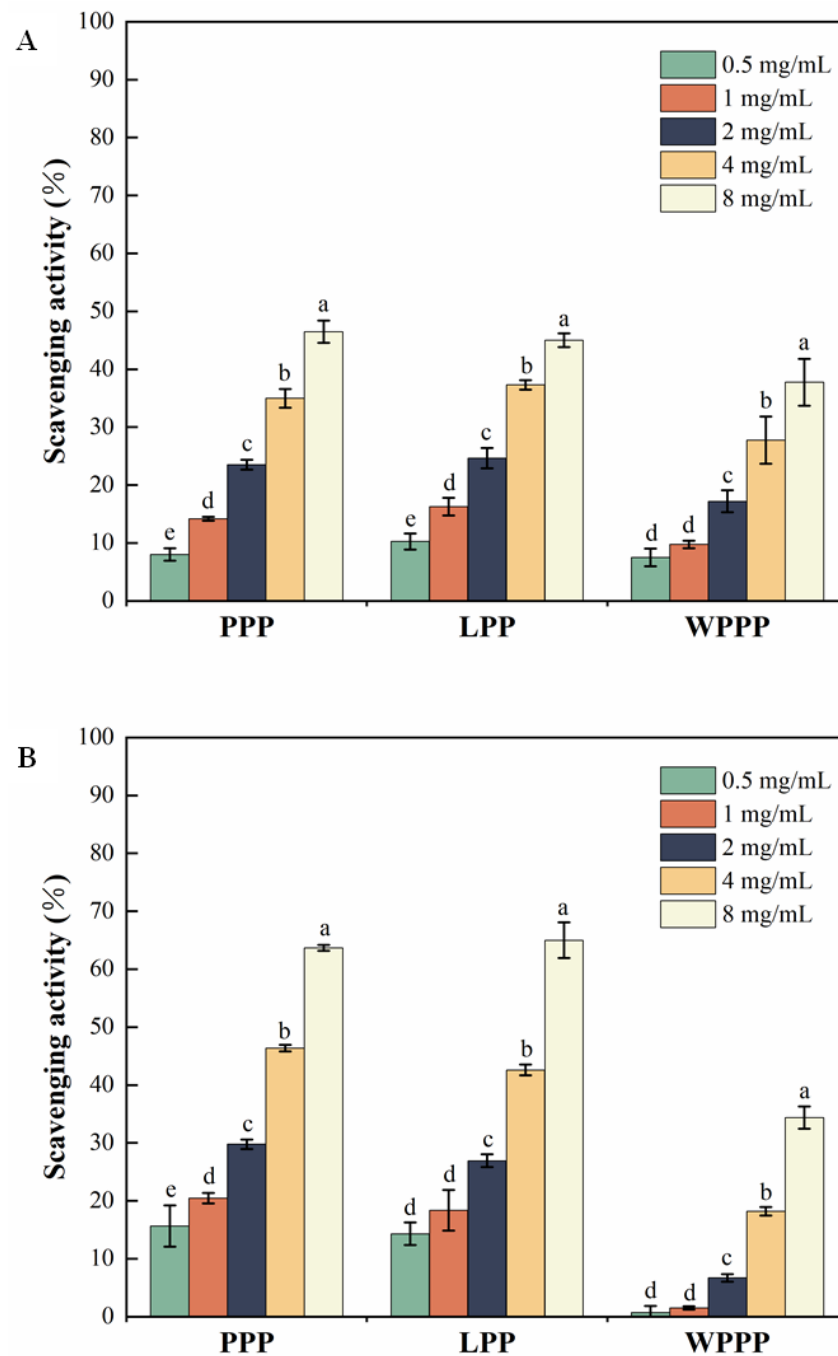 A
Scavenging activity (%)
100
90
80
70
60
50
40
30
20
10
0
0.5 mg/mL
1 mg/mL
2 mg/mL
4 mg/mL
8 mg/mL
e
d
c
b
a
e
d
c
b
a
d
d
c
b
a
PPP
LPP
WPPP
B
Scavenging activity (%)
100
90
80
70
60
50
40
30
20
10
0
0.5 mg/mL
1 mg/mL
2 mg/mL
4 mg/mL
8 mg/mL
e
d
c
b
a
d
d
c
b
a
d
d
c
b
a
PPP
LPP
WPPP